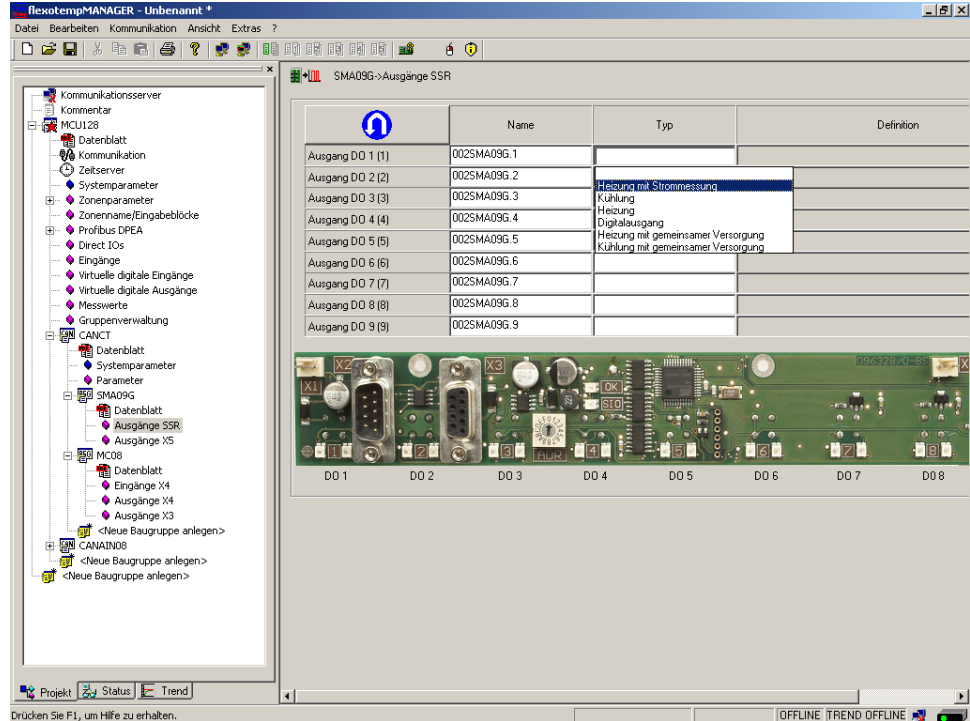 flexotempMANAGER - Unbenannt *
Datei Bearbeiten Kommunikation Ansicht Extras ?
SMA09G->Ausgänge SSR
Kommunikationsserver
Kommentar
MCU128
Datenblatt
Kommunikation
Zeitserver
Systemparameter
Zonenparameter
Zonenname/Eingabeblöcke
Profibus DPEA
Direct IOs
Eingänge
Virtuelle digitale Eingänge
Virtuelle digitale Ausgänge
Messwerte
Gruppenverwaltung
CANCT
Datenblatt
Systemparameter
Parameter
SMA09G
Datenblatt
Ausgänge SSR
Ausgänge X5
MC08
Datenblatt
Eingänge X4
Ausgänge X4
Ausgänge X3
<Neue Baugruppe anlegen>
CANAIN08
<Neue Baugruppe anlegen>
<Neue Baugruppe anlegen>
Name Typ Definition
Ausgang DO 1 (1) 002SMA09G.1
Ausgang DO 2 (2) 002SMA09G.2
Ausgang DO 3 (3) 002SMA09G.3
Ausgang DO 4 (4) 002SMA09G.4
Ausgang DO 5 (5) 002SMA09G.5
Ausgang DO 6 (6) 002SMA09G.6
Ausgang DO 7 (7) 002SMA09G.7
Ausgang DO 8 (8) 002SMA09G.8
Ausgang DO 9 (9) 002SMA09G.9
Heizung mit Strommessung
Kühlung
Heizung
Digitalausgang
Heizung mit gemeinsamer Versorgung
Kühlung mit gemeinsamer Versorgung
X2 X3 X
X1 OK
SIO
1 2 3 ADR 4 5 6 7 8
DO 1 DO 2 DO 3 DO 4 DO 5 DO 6 DO 7 DO 8
Projekt Status Trend
Drücken Sie F1, um Hilfe zu erhalten. OFFLINE TREND OFFLINE